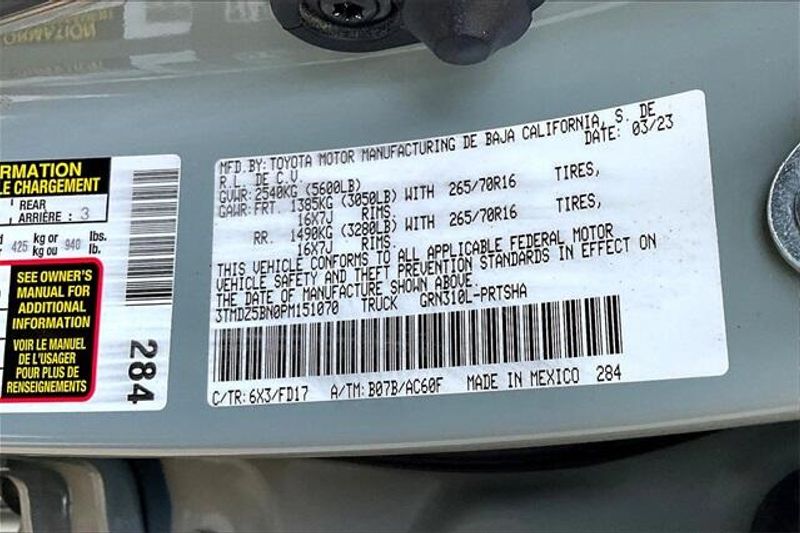 RMATION
LE CHARGEMENT
REAR
ARRIÈRE : 3
425 kg or 940 lbs.
kg ou lb.
SEE OWNER'S
MANUAL FOR
ADDITIONAL
INFORMATION
VOIR LE MANUEL
DE L'USAGER
POUR PLUS DE
RENSEIGNEMENTS
284
MFD.BY: TOYOTA MOTOR MANUFACTURING DE BAJA CALIFORNIA, S. DE
R.L. DE C.V. DATE: 03/23
GVWR: 2540KG (5600LB)
GAWR: FRT. 1385KG (3050LB) WITH 265/70R16 TIRES,
16X7J RIMS.
RR. 1490KG (3280LB) WITH 265/70R16 TIRES,
16X7J RIMS.
THIS VEHICLE CONFORMS TO ALL APPLICABLE FEDERAL MOTOR
VEHICLE SAFETY AND THEFT PREVENTION STANDARDS IN EFFECT ON
THE DATE OF MANUFACTURE SHOWN ABOVE.
3TMDZ5BN0PM151070 TRUCK GRN310L-PRTSHA
C/TR: 6X3/FD17 A/TM: B07B/AC60F MADE IN MEXICO 284